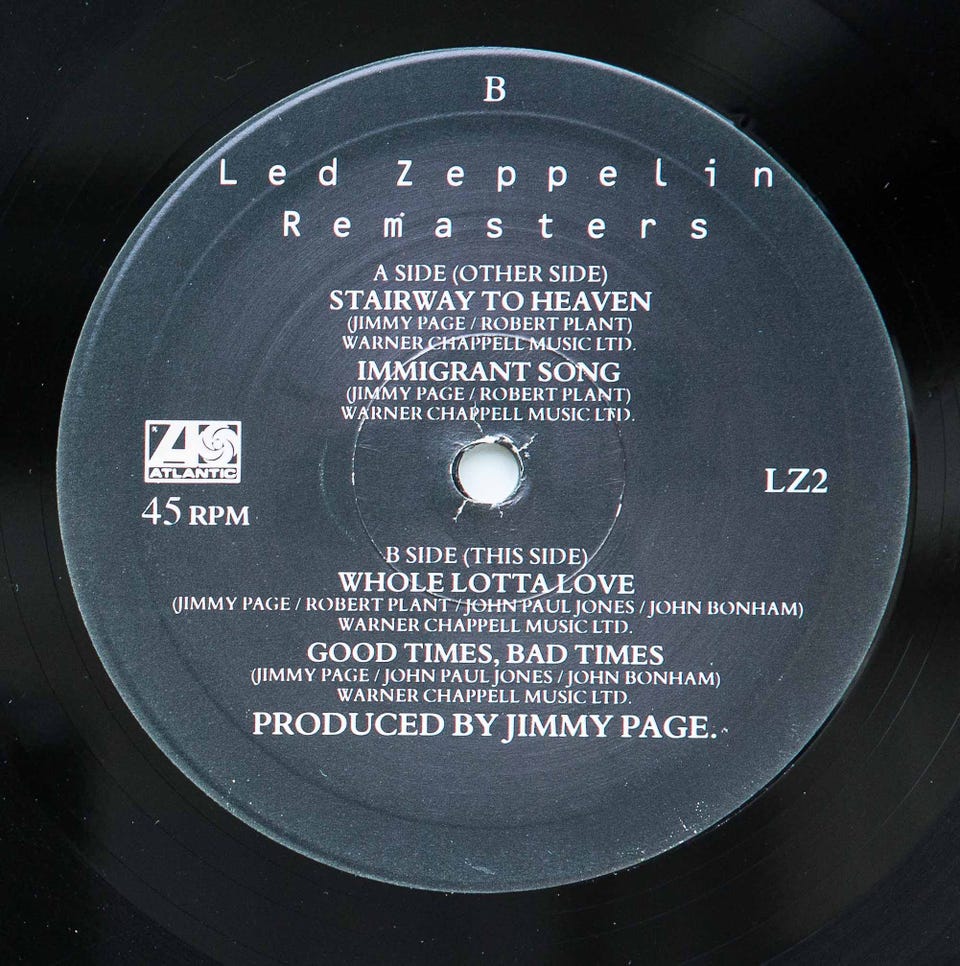 B
Led Zeppelin
Remasters
A SIDE (OTHER SIDE)
STAIRWAY TO HEAVEN
(JIMMY PAGE / ROBERT PLANT)
WARNER CHAPPELL MUSIC LTD.
IMMIGRANT SONG
(JIMMY PAGE / ROBERT PLANT)
WARNER CHAPPELL MUSIC LTD.
ATLANTIC
45 RPM
LZ2
B SIDE (THIS SIDE)
WHOLE LOTTA LOVE
(JIMMY PAGE / ROBERT PLANT / JOHN PAUL JONES / JOHN BONHAM)
WARNER CHAPPELL MUSIC LTD.
GOOD TIMES, BAD TIMES
(JIMMY PAGE / JOHN PAUL JONES / JOHN BONHAM)
WARNER CHAPPELL MUSIC LTD.
PRODUCED BY JIMMY PAGE.